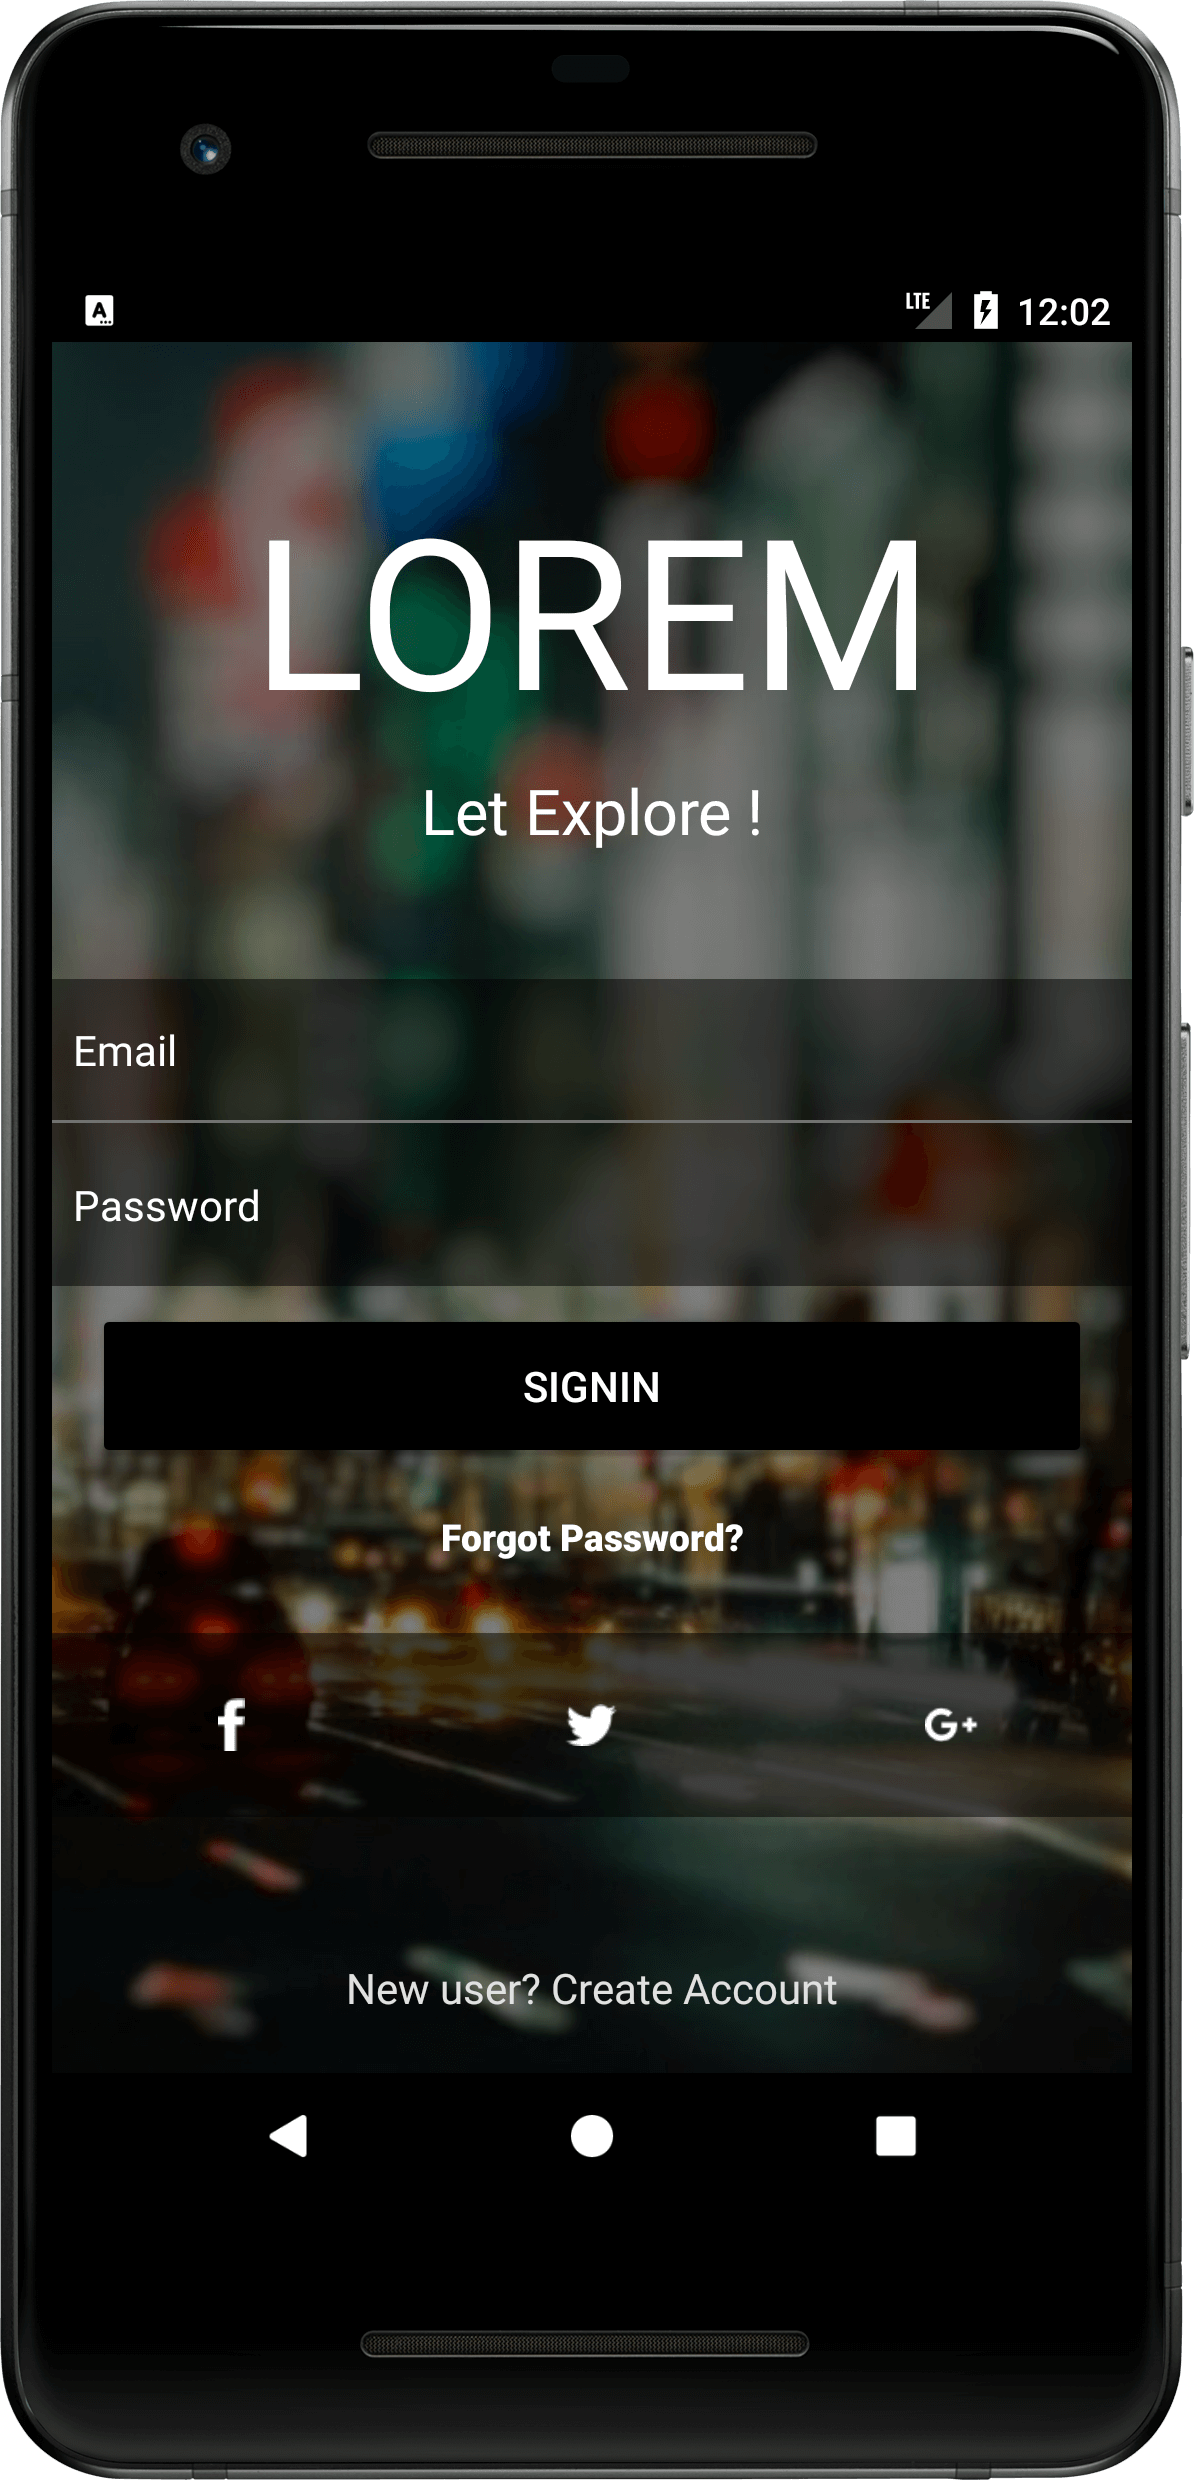 LTE 12:02
LOREM
Let Explore !
Email
Password
SIGNIN
Forgot Password?
f G+
New user? Create Account